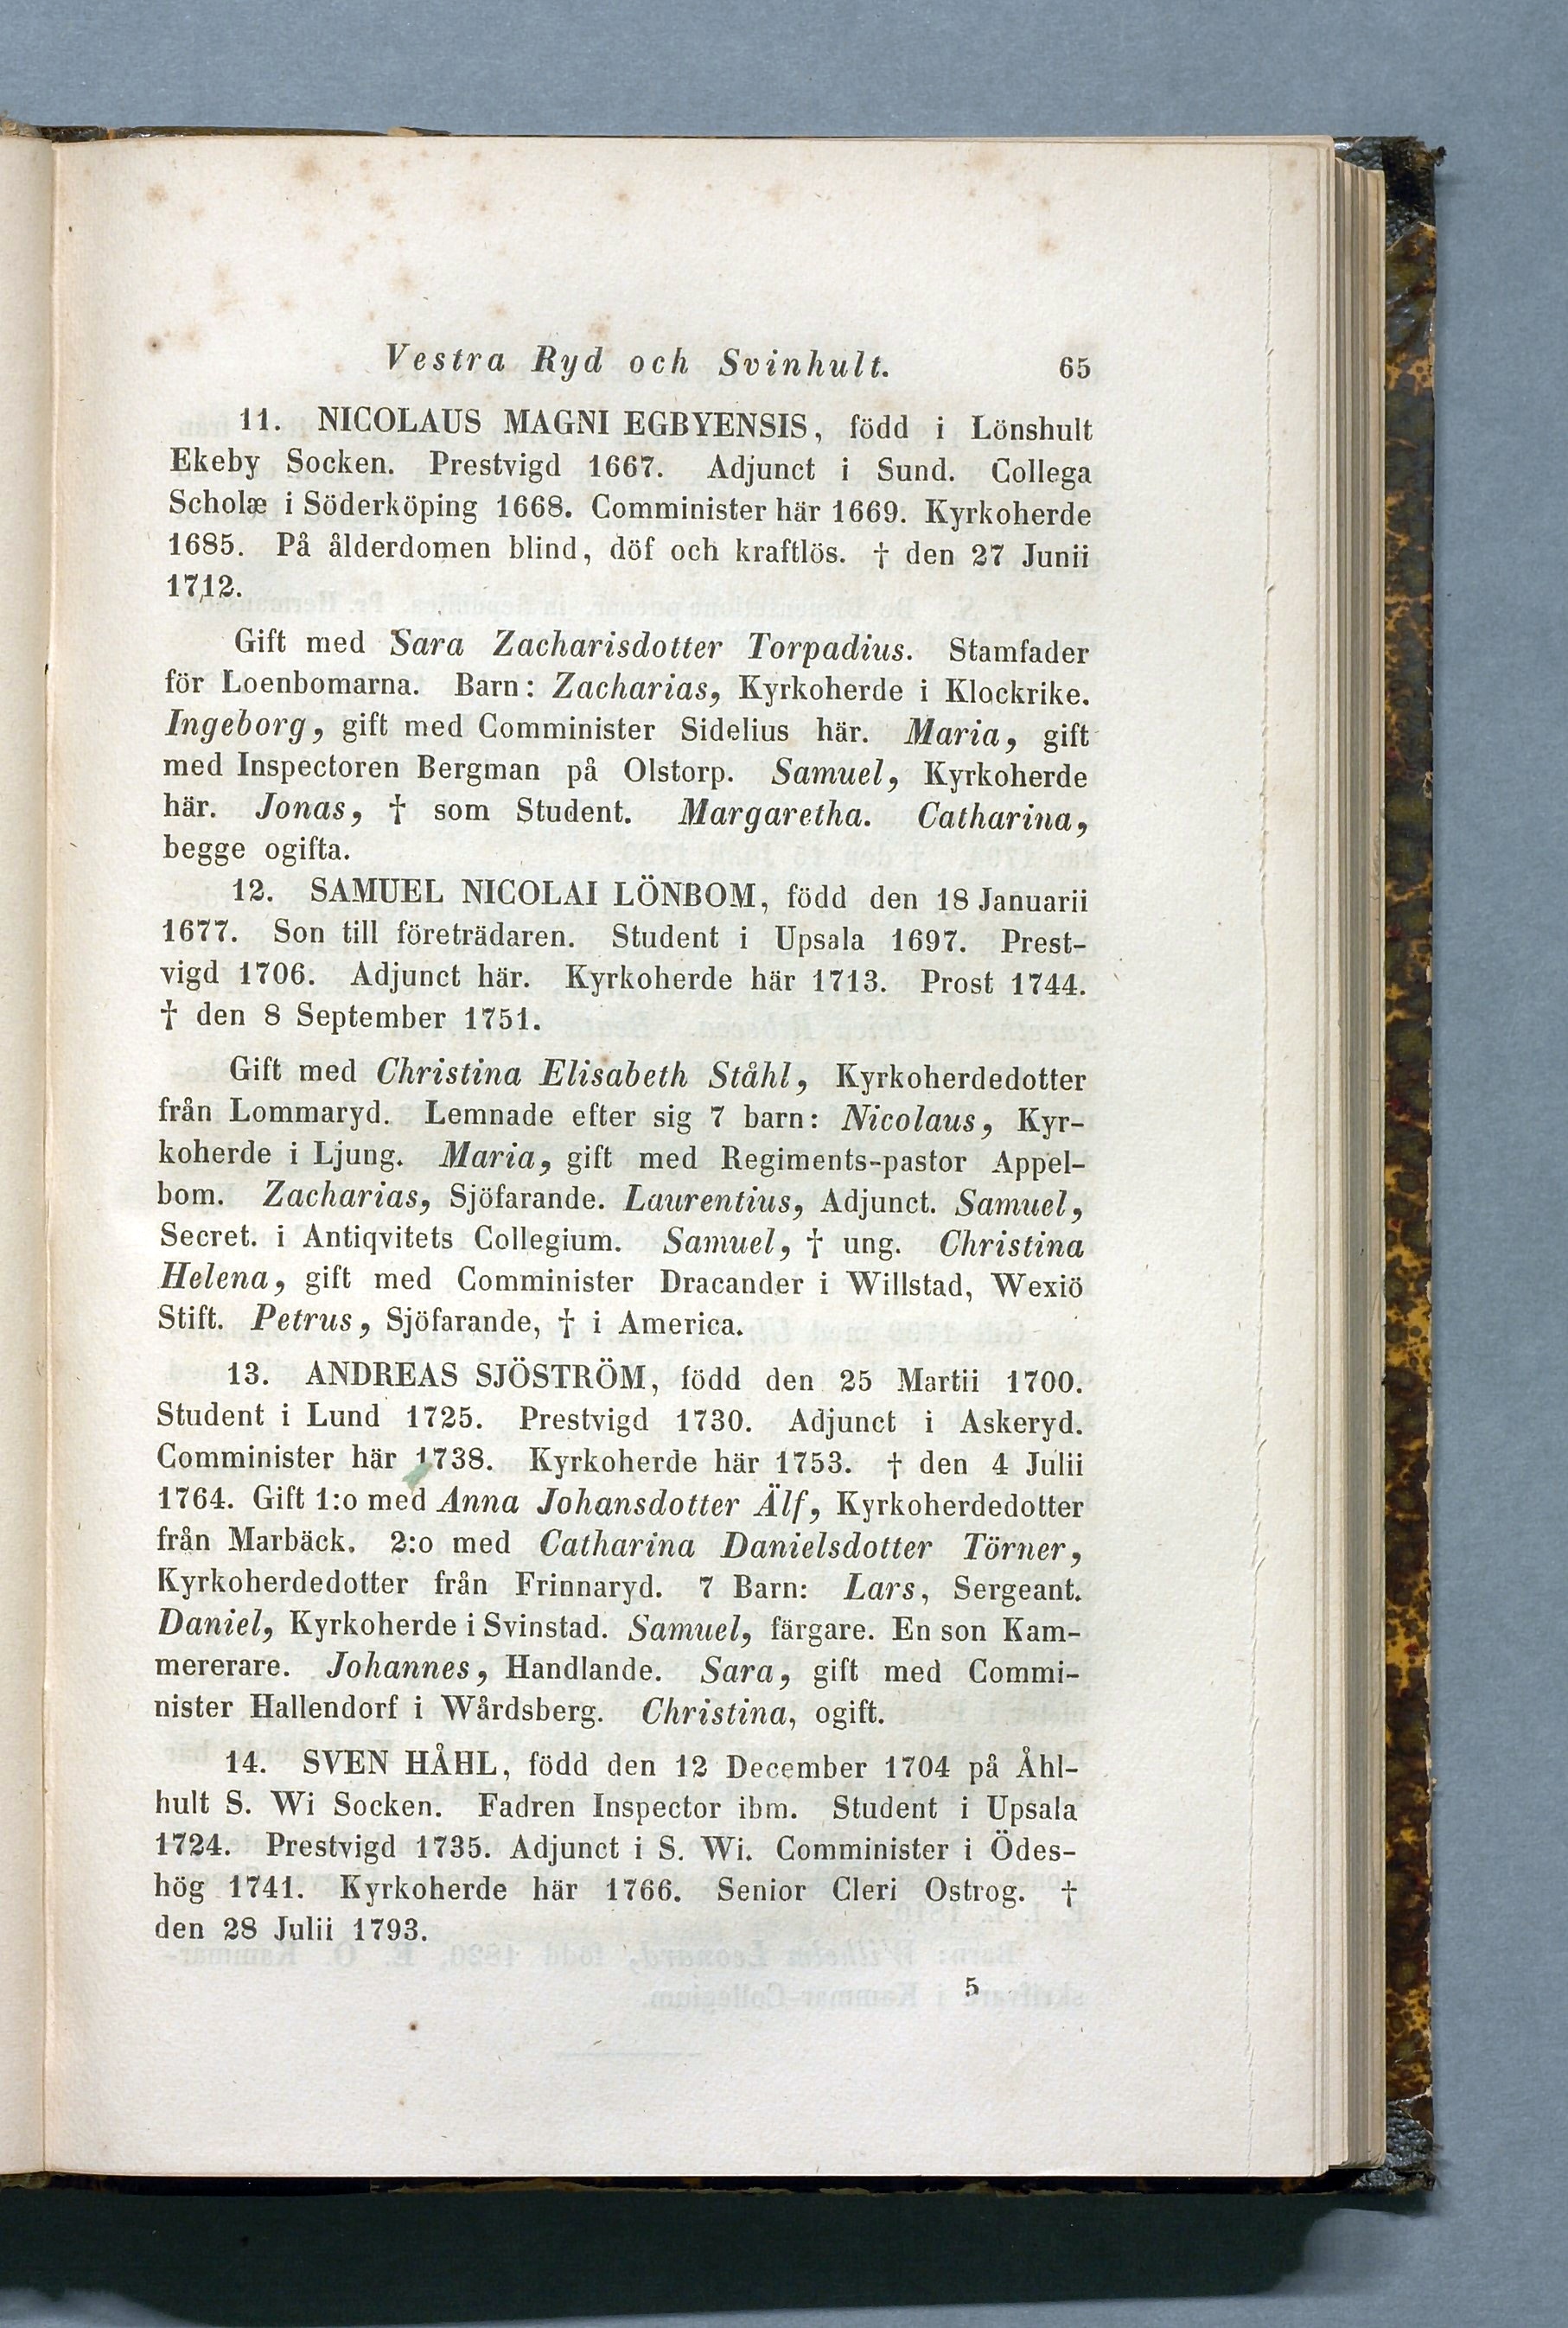 Vestra Ryd och Svinhult. 65
11. NICOLAUS MAGNI EGBYENSIS, född i Lönshult
Ekeby Socken. Prestvigd 1667. Adjunct i Sund. Collega
Scholæ i Söderköping 1668. Comminister här 1669. Kyrkoherde
1685. På ålderdomen blind, döf och kraftlös. † den 27 Junii
1712.
Gift med Sara Zacharisdotter Torpadius. Stamfader
för Loenbomarna. Barn: Zacharias, Kyrkoherde i Klockrike.
Ingeborg, gift med Comminister Sidelius här. Maria, gift
med Inspectoren Bergman på Olstorp. Samuel, Kyrkoherde
här. Jonas, † som Student. Margaretha. Catharina,
begge ogifta.
12. SAMUEL NICOLAI LÖNBOM, född den 18 Januarii
1677. Son till företrädaren. Student i Upsala 1697. Prest-
vigd 1706. Adjunct här. Kyrkoherde här 1713. Prost 1744.
† den 8 September 1751.
Gift med Christina Elisabeth Ståhl, Kyrkoherdedotter
från Lommaryd. Lemnade efter sig 7 barn: Nicolaus, Kyr-
koherde i Ljung. Maria, gift med Regiments-pastor Appel-
bom. Zacharias, Sjöfarande. Laurentius, Adjunct. Samuel,
Secret. i Antiqvitets Collegium. Samuel, † ung. Christina
Helena, gift med Comminister Dracander i Willstad, Wexiö
Stift. Petrus, Sjöfarande, † i America.
13. ANDREAS SJÖSTRÖM, född den 25 Martii 1700.
Student i Lund 1725. Prestvigd 1730. Adjunct i Askeryd.
Comminister här 1738. Kyrkoherde här 1753. † den 4 Julii
1764. Gift 1:o med Anna Johansdotter Älf, Kyrkoherdedotter
från Marbäck. 2:o med Catharina Danielsdotter Törner,
Kyrkoherdedotter från Frinnaryd. 7 Barn: Lars, Sergeant.
Daniel, Kyrkoherde i Svinstad. Samuel, färgare. En son Kam-
mererare. Johannes, Handlande. Sara, gift med Commi-
nister Hallendorf i Wårdsberg. Christina, ogift.
14. SVEN HÅHL, född den 12 December 1704 på Åhl-
hult S. Wi Socken. Fadren Inspector ibm. Student i Upsala
1724. Prestvigd 1735. Adjunct i S. Wi. Comminister i Ödes-
hög 1741. Kyrkoherde här 1766. Senior Cleri Ostrog. †
den 28 Julii 1793.
5